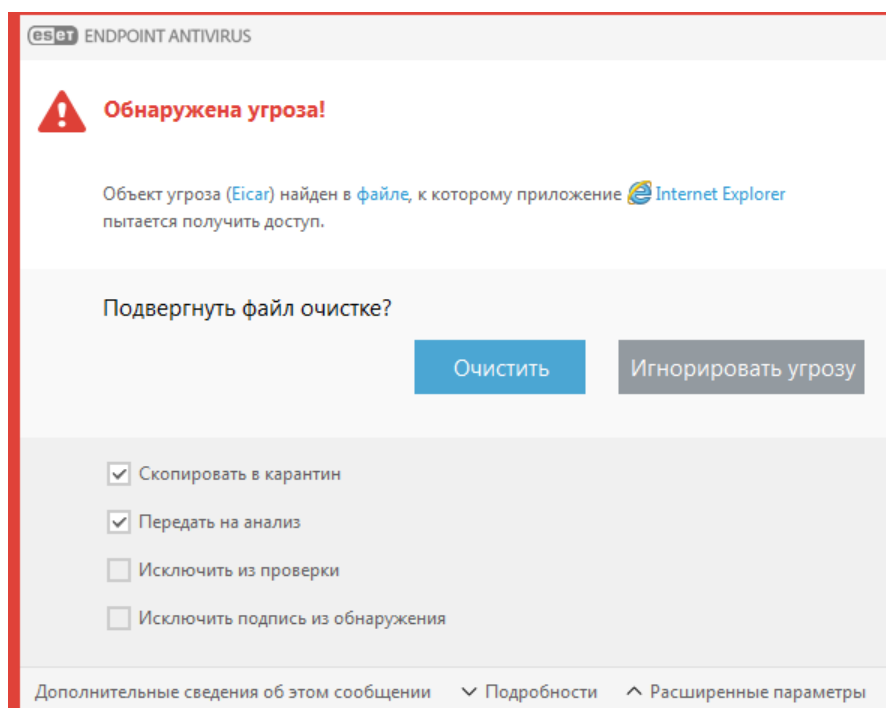 eset ENDPOINT ANTIVIRUS
Обнаружена угроза!
Объект угроза (Eicar) найден в файле, к которому приложение Internet Explorer
пытается получить доступ.
Подвергнуть файл очистке?
Очистить Игнорировать угрозу
Скопировать в карантин
Передать на анализ
Исключить из проверки
Исключить подпись из обнаружения
Дополнительные сведения об этом сообщении Подробности Расширенные параметры